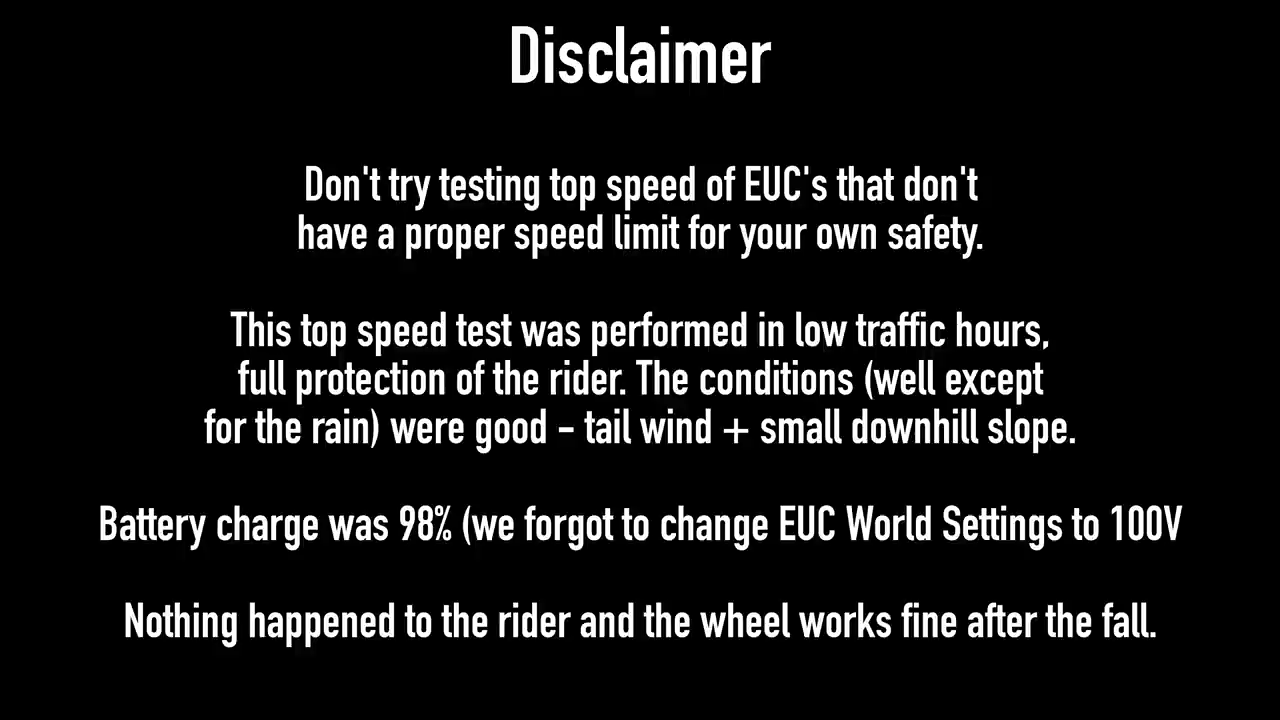 Disclaimer
Don't try testing top speed of EUC's that don't
have a proper speed limit for your own safety.
This top speed test was performed in low traffic hours,
full protection of the rider. The conditions (well except
for the rain) were good - tail wind + small downhill slope.
Battery charge was 98% (we forgot to change EUC World Settings to 100V
Nothing happened to the rider and the wheel works fine after the fall.